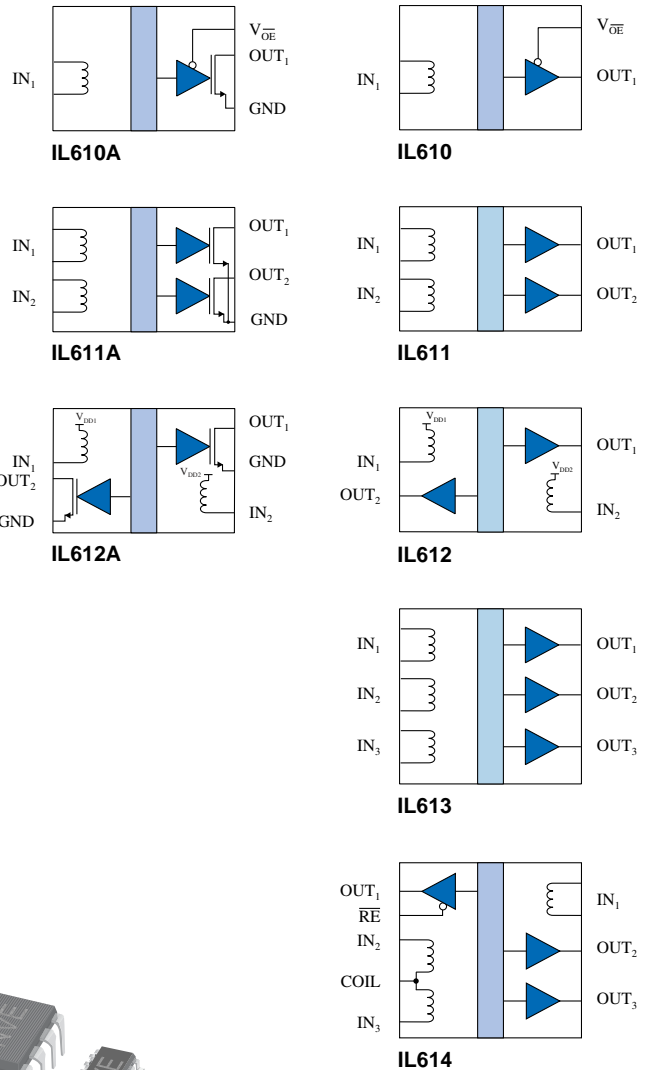 V_OE
OUT1
IN1
GND
IL610A
V_OE
IN1
OUT1
IL610
IN1
OUT1
IN2
OUT2
GND
IL611A
IN1
OUT1
IN2
OUT2
IL611
VDD1
OUT1
IN1
GND
OUT2
VDD2
GND
IN2
IL612A
VDD1
OUT1
IN1
VDD2
OUT2
IN2
IL612
IN1
OUT1
IN2
OUT2
IN3
OUT3
IL613
OUT1
IN1
RE
IN2
OUT2
COIL
OUT3
IN3
IL614
NVE